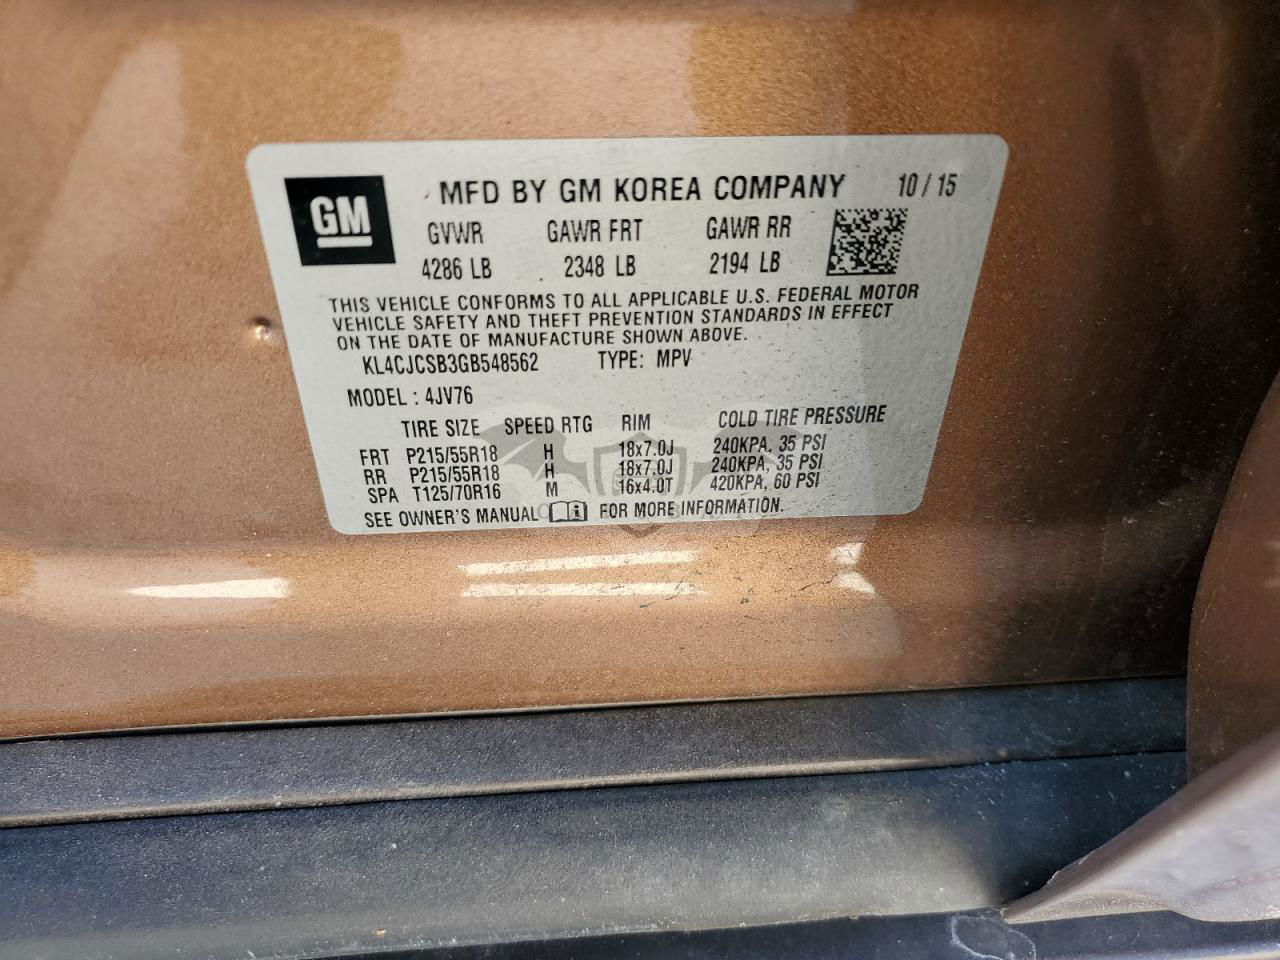 GM
MFD BY GM KOREA COMPANY 10 / 15
GVWR GAWR FRT GAWR RR
4286 LB 2348 LB 2194 LB
THIS VEHICLE CONFORMS TO ALL APPLICABLE U.S. FEDERAL MOTOR
VEHICLE SAFETY AND THEFT PREVENTION STANDARDS IN EFFECT
ON THE DATE OF MANUFACTURE SHOWN ABOVE.
KL4CJCSB3GB548562 TYPE: MPV
MODEL : 4JV76
TIRE SIZE SPEED RTG RIM COLD TIRE PRESSURE
FRT P215/55R18 H 18x7.0J 240KPA, 35 PSI
RR P215/55R18 H 18x7.0J 240KPA, 35 PSI
SPA T125/70R16 M 16x4.0T 420KPA, 60 PSI
SEE OWNER'S MANUAL FOR MORE INFORMATION.